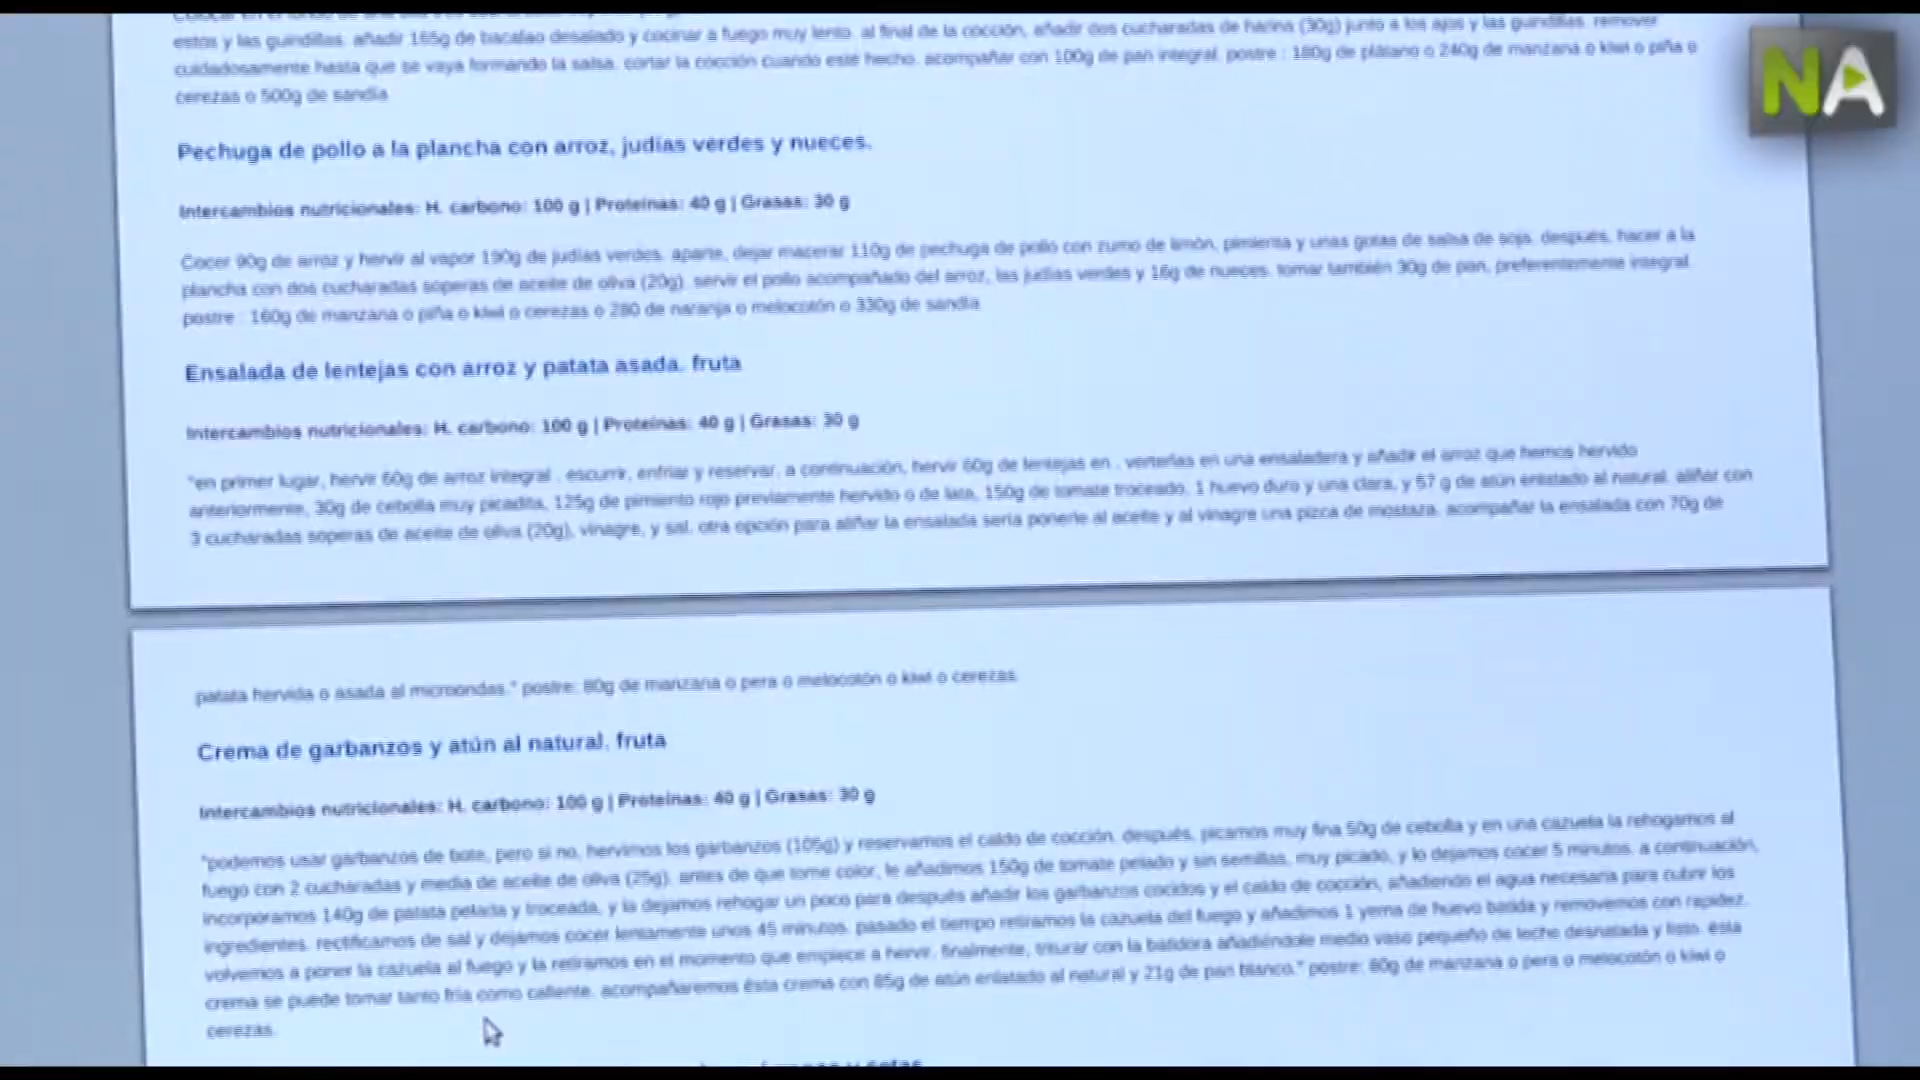 estos y las guindillas. añadir 165g de bacalao desalado y cocinar a fuego muy lento. al final de la cocción, añadir dos cucharadas de harina (30g) junto a los ajos y las guindillas. remover
cuidadosamente hasta que se vaya formando la salsa. cortar la cocción cuando esté hecho. acompañar con 100g de pan integral. postre : 180g de plátano o 240g de manzana o kiwi o piña o
cerezas o 500g de sandía
NA
Pechuga de pollo a la plancha con arroz, judías verdes y nueces.
Intercambios nutricionales: H. carbono: 100 g | Proteínas: 40 g | Grasas: 30 g
Cocer 90g de arroz y hervir al vapor 190g de judías verdes. aparte, dejar macerar 110g de pechuga de pollo con zumo de limón, pimienta y unas gotas de salsa de soja. después, hacer a la
plancha con dos cucharadas soperas de aceite de oliva (20g). servir el pollo acompañado del arroz, las judías verdes y 16g de nueces. tomar también 30g de pan, preferentemente integral.
postre : 160g de manzana o piña o kiwi o cerezas o 280 de naranja o melocotón o 330g de sandía
Ensalada de lentejas con arroz y patata asada. fruta
Intercambios nutricionales: H. carbono: 100 g | Proteínas: 40 g | Grasas: 30 g
"en primer lugar, hervir 60g de arroz integral , escurrir, enfriar y reservar. a continuación, hervir 60g de lentejas en , verterlas en una ensaladera y añadir el arroz que hemos hervido
anteriormente, 30g de cebolla muy picadita, 125g de pimiento rojo previamente hervido o de lata, 150g de tomate troceado, 1 huevo duro y una clara, y 57 g de atún enlatado al natural. aliñar con
3 cucharadas soperas de aceite de oliva (20g), vinagre, y sal. otra opción para aliñar la ensalada sería ponerle al aceite y al vinagre una pizca de mostaza. acompañar la ensalada con 70g de
patata hervida o asada al microondas." postre: 80g de manzana o pera o melocotón o kiwi o cerezas.
Crema de garbanzos y atún al natural. fruta
Intercambios nutricionales: H. carbono: 100 g | Proteínas: 40 g | Grasas: 30 g
"podemos usar garbanzos de bote, pero si no, hervimos los garbanzos (105g) y reservamos el caldo de cocción. después, picamos muy fina 50g de cebolla y en una cazuela la rehogamos al
fuego con 2 cucharadas y media de aceite de oliva (25g). antes de que tome color, le añadimos 150g de tomate pelado y sin semillas, muy picado, y lo dejamos cocer 5 minutos. a continuación,
incorporamos 140g de patata pelada y troceada, y la dejamos rehogar un poco para después añadir los garbanzos cocidos y el caldo de cocción, añadiendo el agua necesaria para cubrir los
ingredientes. rectificamos de sal y dejamos cocer lentamente unos 45 minutos. pasado el tiempo retiramos la cazuela del fuego y añadimos 1 yema de huevo batida y removemos con rapidez.
volvemos a poner la cazuela al fuego y la retiramos en el momento que empiece a hervir. finalmente, triturar con la batidora añadiéndole medio vaso pequeño de leche desnatada y listo. ésta
crema se puede tomar tanto fría como caliente. acompañaremos ésta crema con 85g de atún enlatado al natural y 21g de pan blanco." postre: 80g de manzana o pera o melocotón o kiwi o
cerezas.